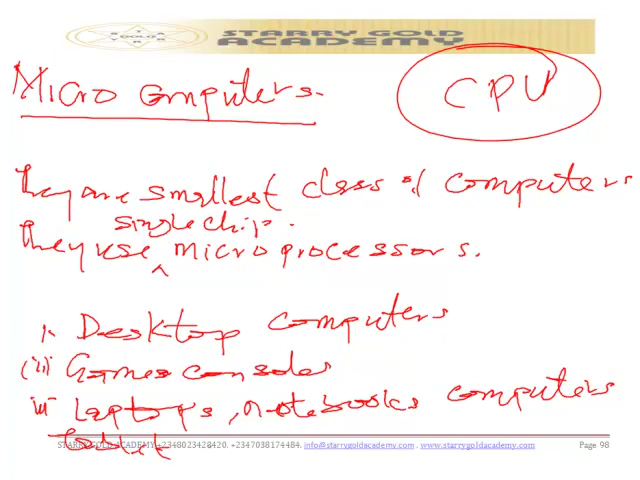 STARRY GOLD
ACADEMY
Micro computers.
CPU
They are smallest class of computers
single chip.
They use ^ microprocessors.
i. Desktop computers
(ii) Games consoles
iii Laptops, notebooks computers
tablet
STARRY GOLD ACADEMY +2348023428420. +2347038174484. info@starrygoldacademy.com . www.starrygoldacademy.com Page 98